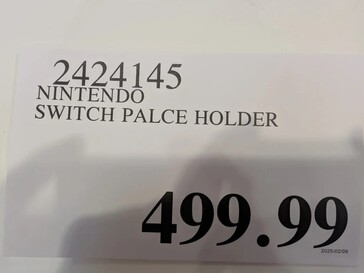 2424145
NINTENDO
SWITCH PALCE HOLDER
499.99